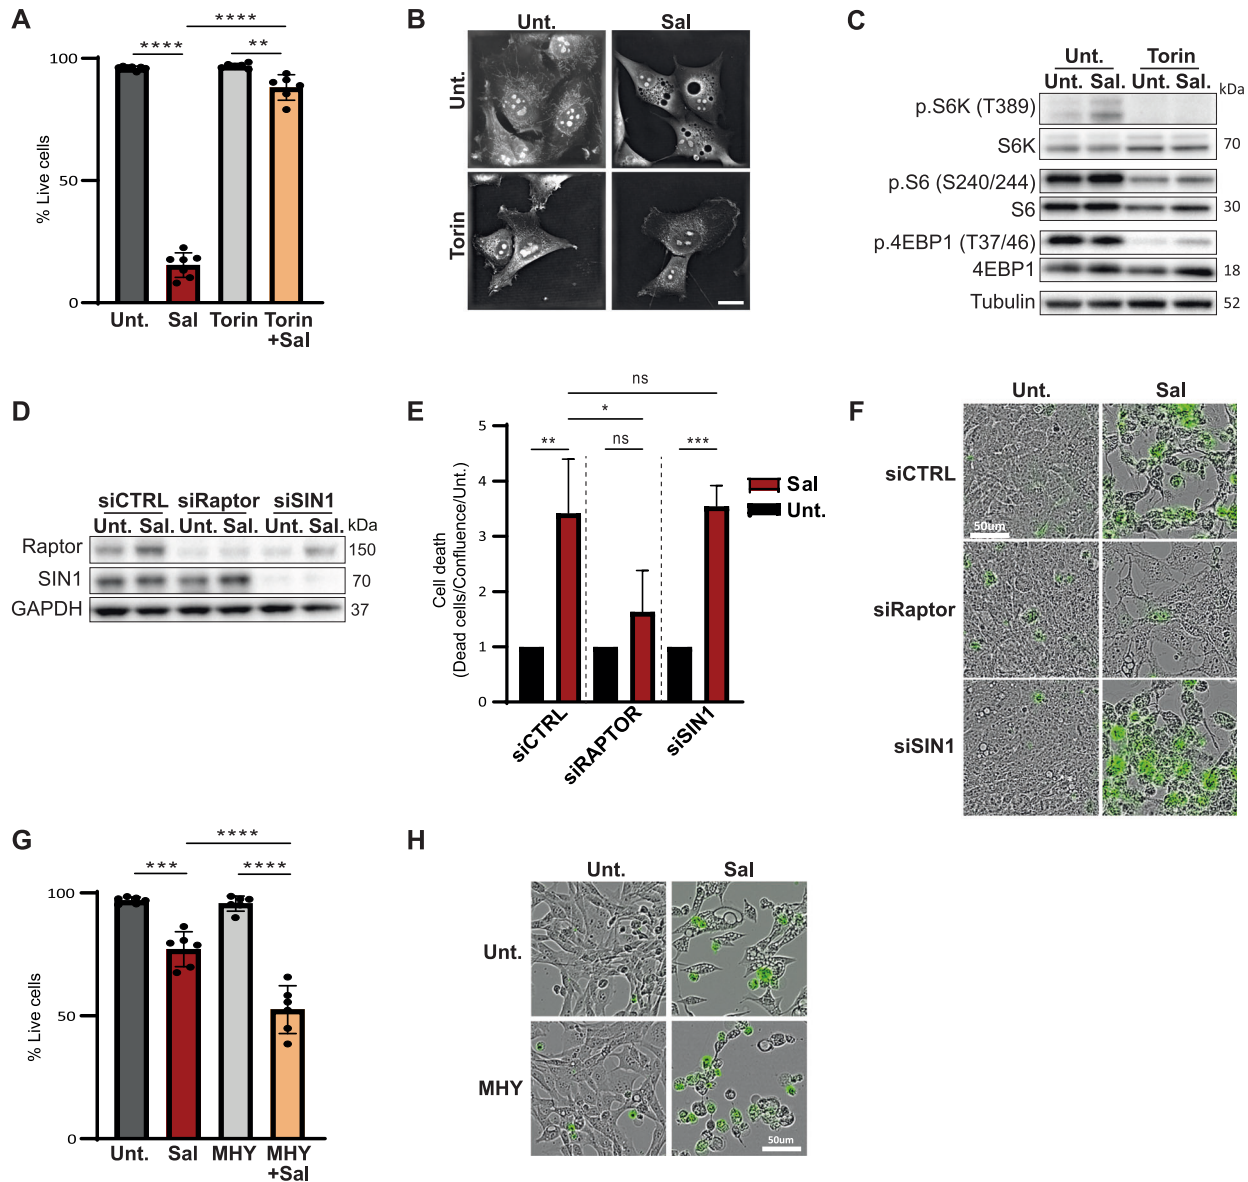 A
****
****
**
100
50
0
% Live cells
Unt.
Sal
Torin
Torin
+Sal
B
Unt.
Sal
Unt.
Torin
C
Unt.
Torin
Unt. Sal. Unt. Sal.
kDa
p.S6K (T389)
S6K
70
p.S6 (S240/244)
S6
30
p.4EBP1 (T37/46)
4EBP1
18
Tubulin
52
D
siCTRL siRaptor siSIN1
Unt. Sal. Unt. Sal. Unt. Sal. kDa
Raptor
150
SIN1
70
GAPDH
37
E
ns
*
**
ns
***
5
4
3
2
1
0
Cell death
(Dead cells/Confluence/Unt.)
Sal
Unt.
siCTRL
siRAPTOR
siSIN1
F
Unt.
Sal
siCTRL
50um
siRaptor
siSIN1
G
****
***
****
100
50
0
% Live cells
Unt.
Sal
MHY
MHY
+Sal
H
Unt.
Sal
Unt.
MHY
50um